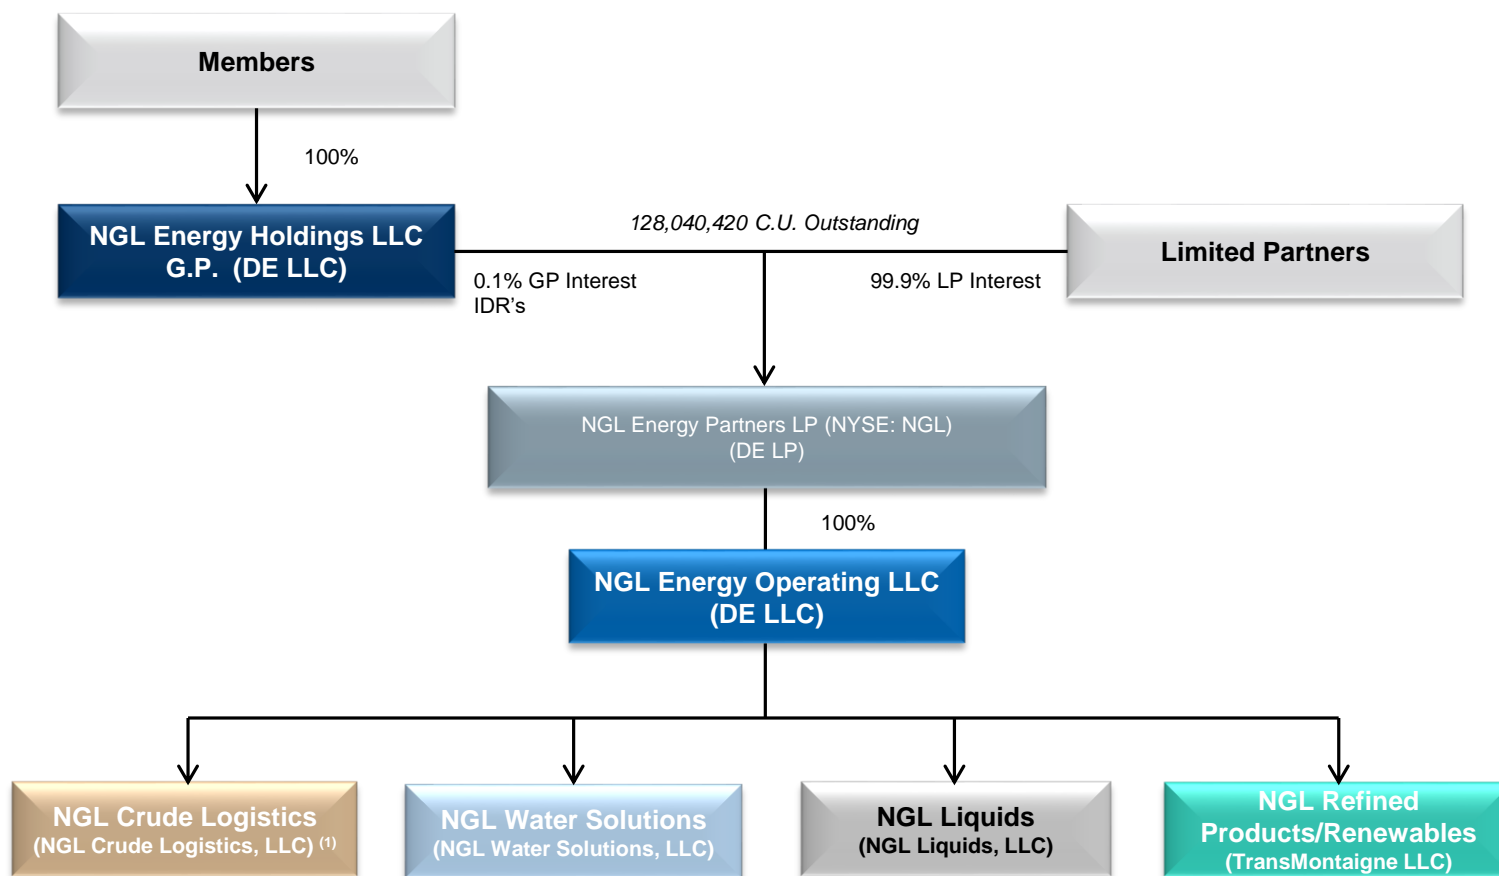 Members
100%
NGL Energy Holdings LLC
G.P. (DE LLC)
128,040,420 C.U. Outstanding
Limited Partners
0.1% GP Interest
IDR's
99.9% LP Interest
NGL Energy Partners LP (NYSE: NGL)
(DE LP)
100%
NGL Energy Operating LLC
(DE LLC)
NGL Crude Logistics
(NGL Crude Logistics, LLC) (1)
NGL Water Solutions
(NGL Water Solutions, LLC)
NGL Liquids
(NGL Liquids, LLC)
NGL Refined
Products/Renewables
(TransMontaigne LLC)